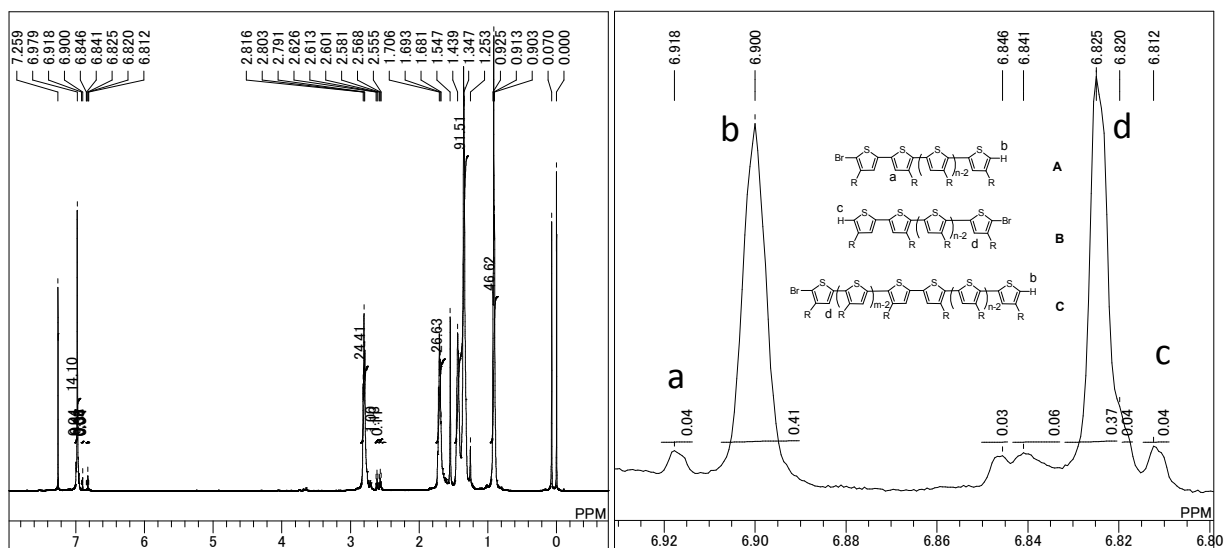 7.259
6.979
6.918
6.900
6.846
6.841
6.825
6.820
6.812
2.816
2.803
2.791
2.626
2.613
2.601
2.581
2.568
2.555
1.706
1.693
1.681
1.547
1.439
1.347
1.253
0.925
0.913
0.903
0.070
0.000
14.10
24.41
26.63
91.51
46.62
PPM
7 6 5 4 3 2 1 0
6.918
6.900
6.846
6.841
6.825
6.820
6.812
b
d
a
c
Br S S ( S ) n-2 S b H
R a R R R
A
c H S S ( S ) n-2 S Br
R R R d R
B
Br S ( S ) m-2 S S ( S ) n-2 S b H
d R R R R R R
C
0.04
0.41
0.03
0.06
0.37
0.04
0.04
PPM
6.92 6.90 6.88 6.86 6.84 6.82 6.80